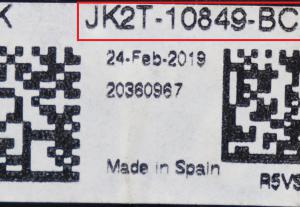 K JK2T-10849-BC
24-Feb-2019
20360967
Made in Spain
R5VS